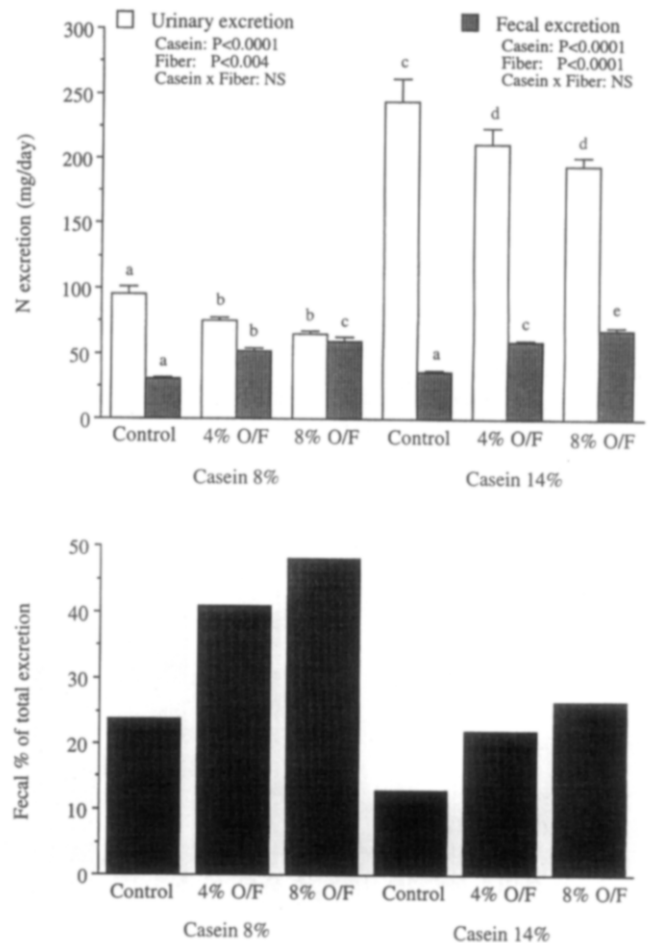 Urinary excretion
Casein: P<0.0001
Fiber: P<0.004
Casein x Fiber: NS
Fecal excretion
Casein: P<0.0001
Fiber: P<0.0001
Casein x Fiber: NS
N excretion (mg/day)
300
250
200
150
100
50
0
a
a
b
b
b
c
c
a
d
c
d
e
Control 4% O/F 8% O/F Control 4% O/F 8% O/F
Casein 8% Casein 14%
Fecal % of total excretion
50
40
30
20
10
0
Control 4% O/F 8% O/F Control 4% O/F 8% O/F
Casein 8% Casein 14%